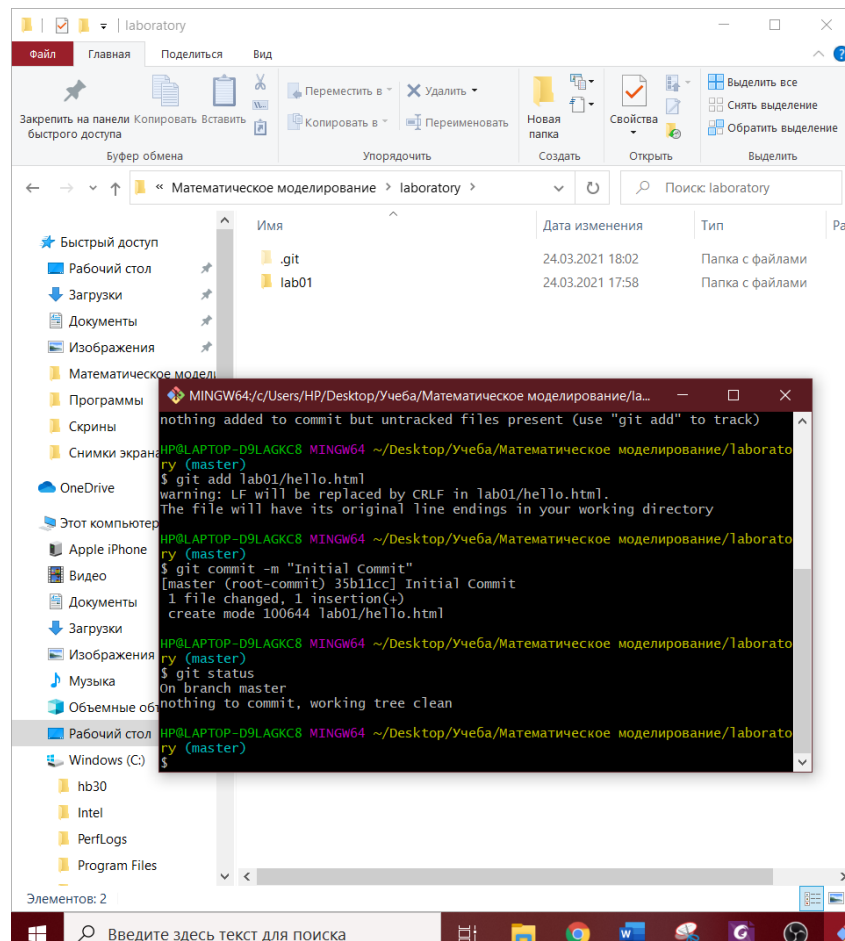 laboratory
Файл Главная Поделиться Вид
Закрепить на панели быстрого доступа
Копировать
Вставить
Переместить в
Удалить
Копировать в
Переименовать
Новая папка
Свойства
Выделить все
Снять выделение
Обратить выделение
Буфер обмена Упорядочить Создать Открыть Выделить
« Математическое моделирование > laboratory >
Поиск: laboratory
Имя Дата изменения Тип
.git 24.03.2021 18:02 Папка с файлами
lab01 24.03.2021 17:58 Папка с файлами
Быстрый доступ
Рабочий стол
Загрузки
Документы
Изображения
Математическое модели
Программы
Скрины
Снимки экрана
OneDrive
Этот компьютер
Apple iPhone
Видео
Документы
Загрузки
Изображения
Музыка
Объемные об
Рабочий стол
Windows (C:)
hb30
Intel
PerfLogs
Program Files
MINGW64:/c/Users/HP/Desktop/Учеба/Математическое моделирование/la...
nothing added to commit but untracked files present (use "git add" to track)
HP@LAPTOP-D9LAGKC8 MINGW64 ~/Desktop/Учеба/Математическое моделирование/laborato
ry (master)
$ git add lab01/hello.html
warning: LF will be replaced by CRLF in lab01/hello.html.
The file will have its original line endings in your working directory
HP@LAPTOP-D9LAGKC8 MINGW64 ~/Desktop/Учеба/Математическое моделирование/laborato
ry (master)
$ git commit -m "Initial Commit"
[master (root-commit) 35b11cc] Initial Commit
1 file changed, 1 insertion(+)
create mode 100644 lab01/hello.html
HP@LAPTOP-D9LAGKC8 MINGW64 ~/Desktop/Учеба/Математическое моделирование/laborato
ry (master)
$ git status
On branch master
nothing to commit, working tree clean
HP@LAPTOP-D9LAGKC8 MINGW64 ~/Desktop/Учеба/Математическое моделирование/laborato
ry (master)
$
Элементов: 2
Введите здесь текст для поиска